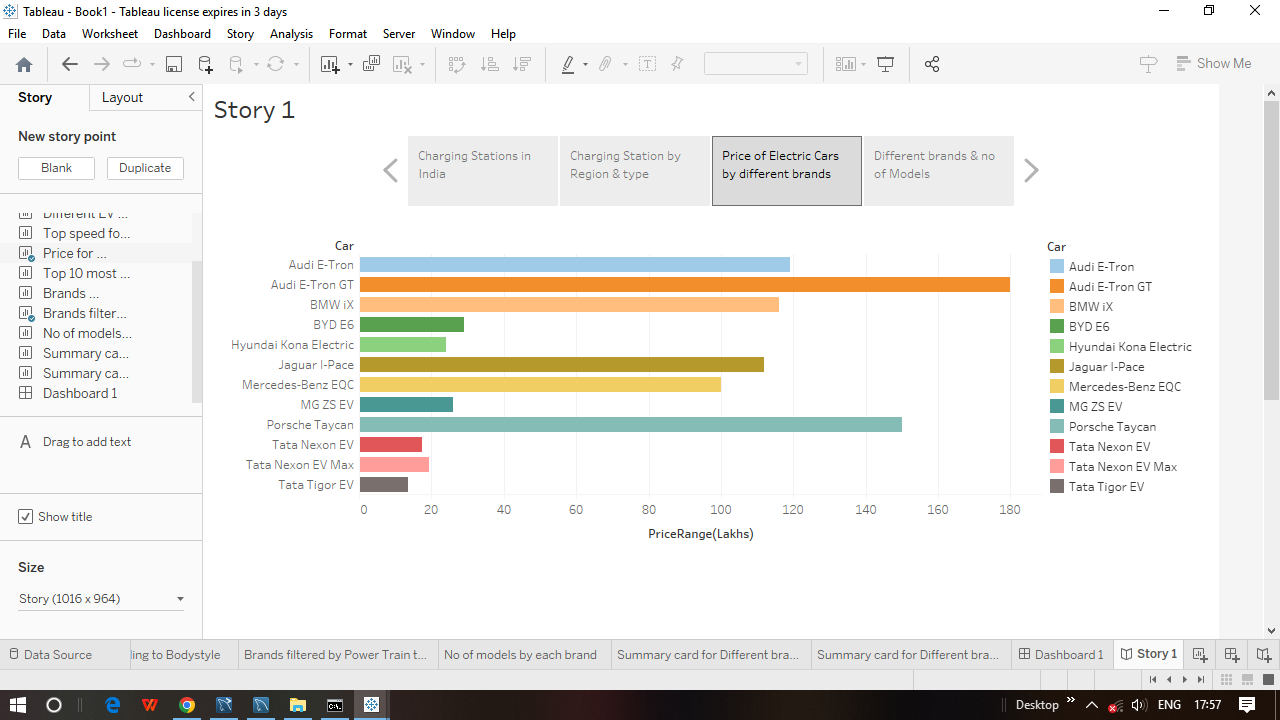 Tableau - Book1 - Tableau license expires in 3 days
File Data Worksheet Dashboard Story Analysis Format Server Window Help
Show Me
Story Layout
New story point
Blank Duplicate
Different EV ...
Top speed fo...
Price for ...
Top 10 most ...
Brands ...
Brands filter...
No of models...
Summary ca...
Summary ca...
Dashboard 1
A Drag to add text
Show title
Size
Story (1016 x 964)
Story 1
Charging Stations in
India
Charging Station by
Region & type
Price of Electric Cars
by different brands
Different brands & no
of Models
Car
Audi E-Tron
Audi E-Tron GT
BMW iX
BYD E6
Hyundai Kona Electric
Jaguar I-Pace
Mercedes-Benz EQC
MG ZS EV
Porsche Taycan
Tata Nexon EV
Tata Nexon EV Max
Tata Tigor EV
0 20 40 60 80 100 120 140 160 180
PriceRange(Lakhs)
Car
Audi E-Tron
Audi E-Tron GT
BMW iX
BYD E6
Hyundai Kona Electric
Jaguar I-Pace
Mercedes-Benz EQC
MG ZS EV
Porsche Taycan
Tata Nexon EV
Tata Nexon EV Max
Tata Tigor EV
Data Source ling to Bodystyle Brands filtered by Power Train t... No of models by each brand Summary card for Different bra... Summary card for Different bra... Dashboard 1 Story 1
Desktop ENG 17:57